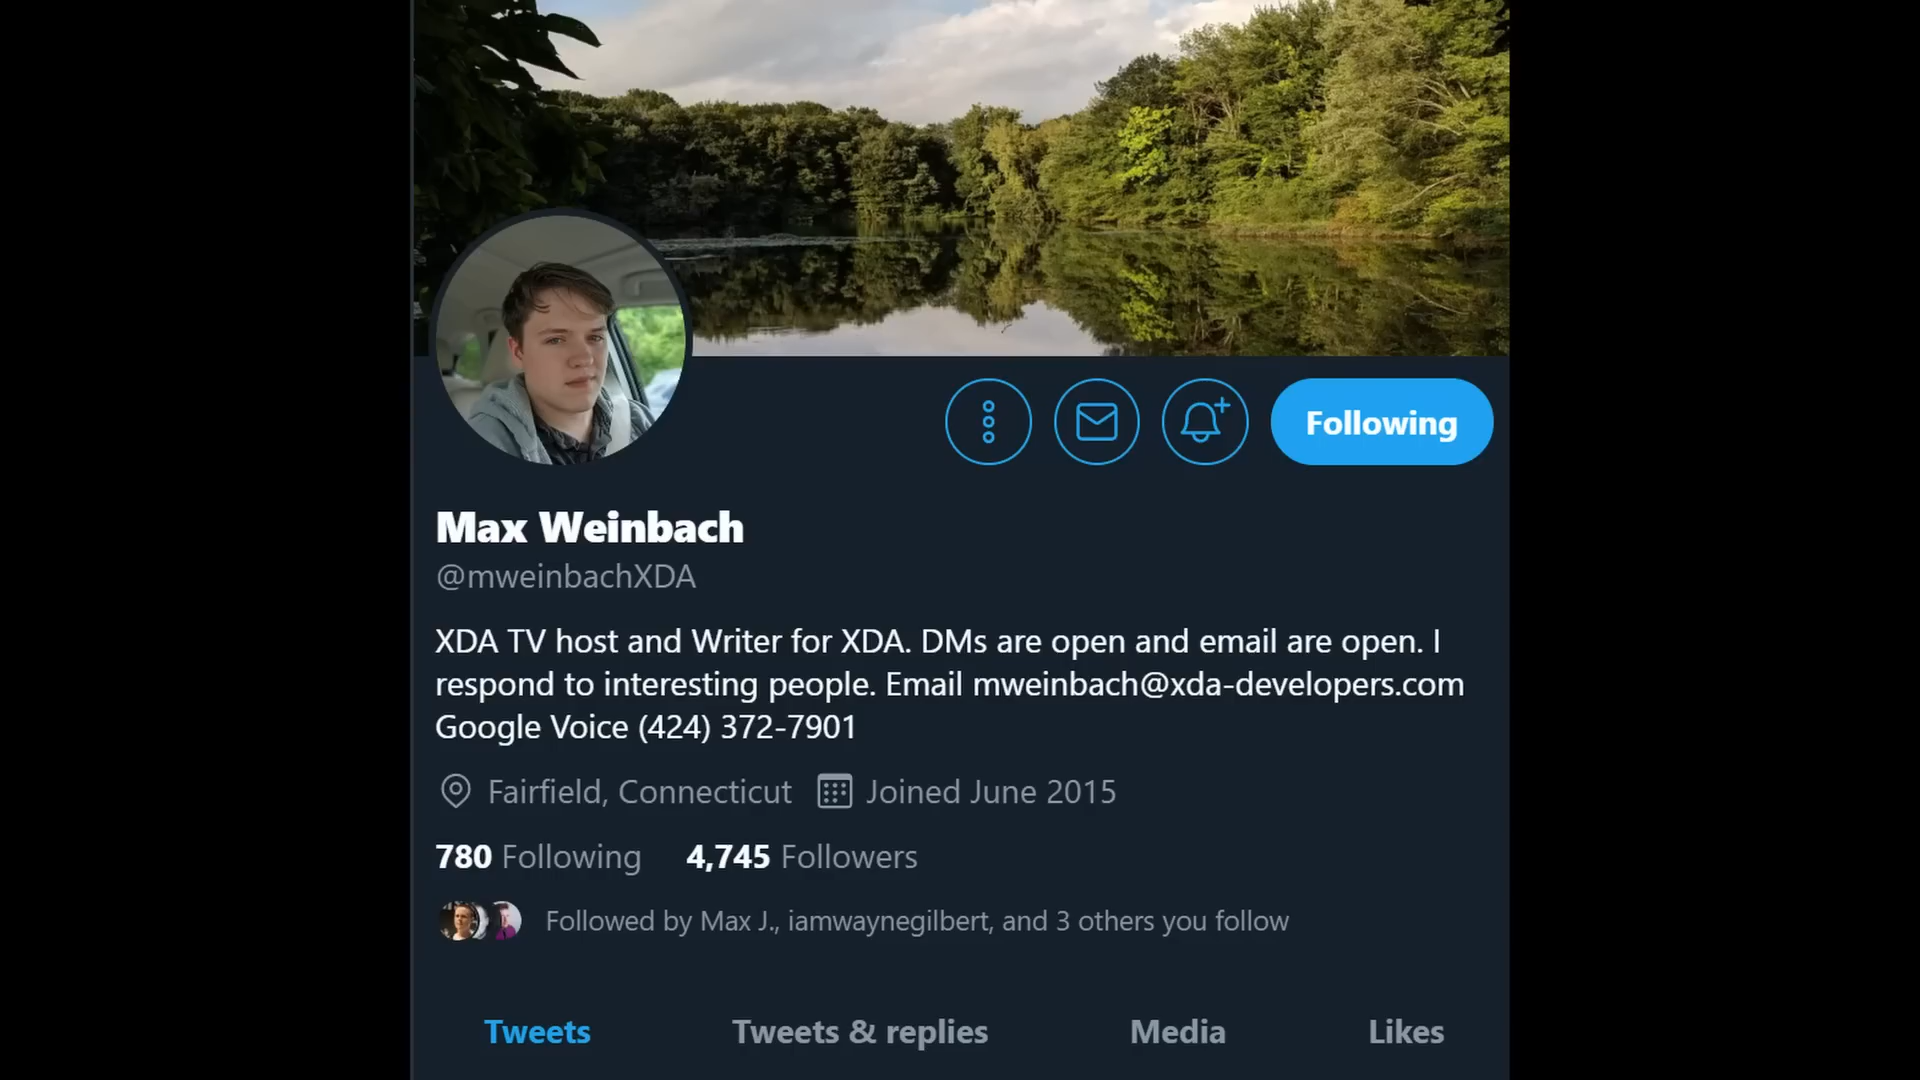 Following
Max Weinbach
@mweinbachXDA
XDA TV host and Writer for XDA. DMs are open and email are open. I
respond to interesting people. Email mweinbach@xda-developers.com
Google Voice (424) 372-7901
Fairfield, Connecticut Joined June 2015
780 Following 4,745 Followers
Followed by Max J., iamwaynegilbert, and 3 others you follow
Tweets Tweets & replies Media Likes